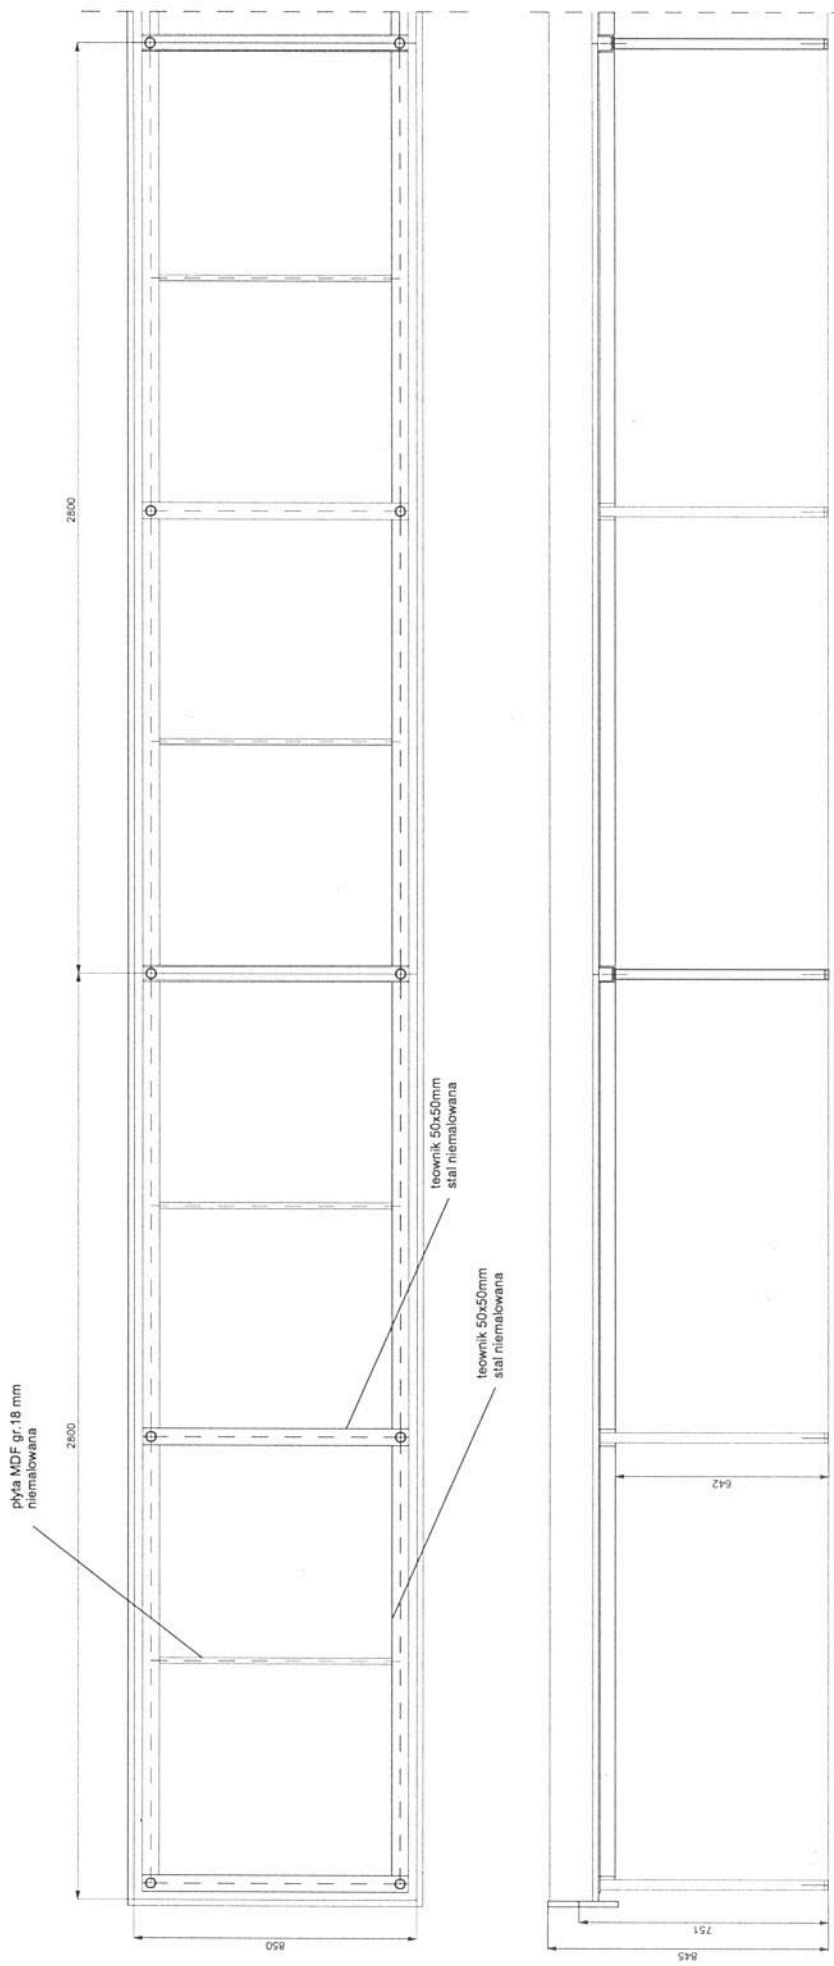 2800
2800
płyta MDF gr.18 mm
niemalowana
teownik 50x50mm
stal niemalowana
teownik 50x50mm
stal niemalowana
850
642
751
845